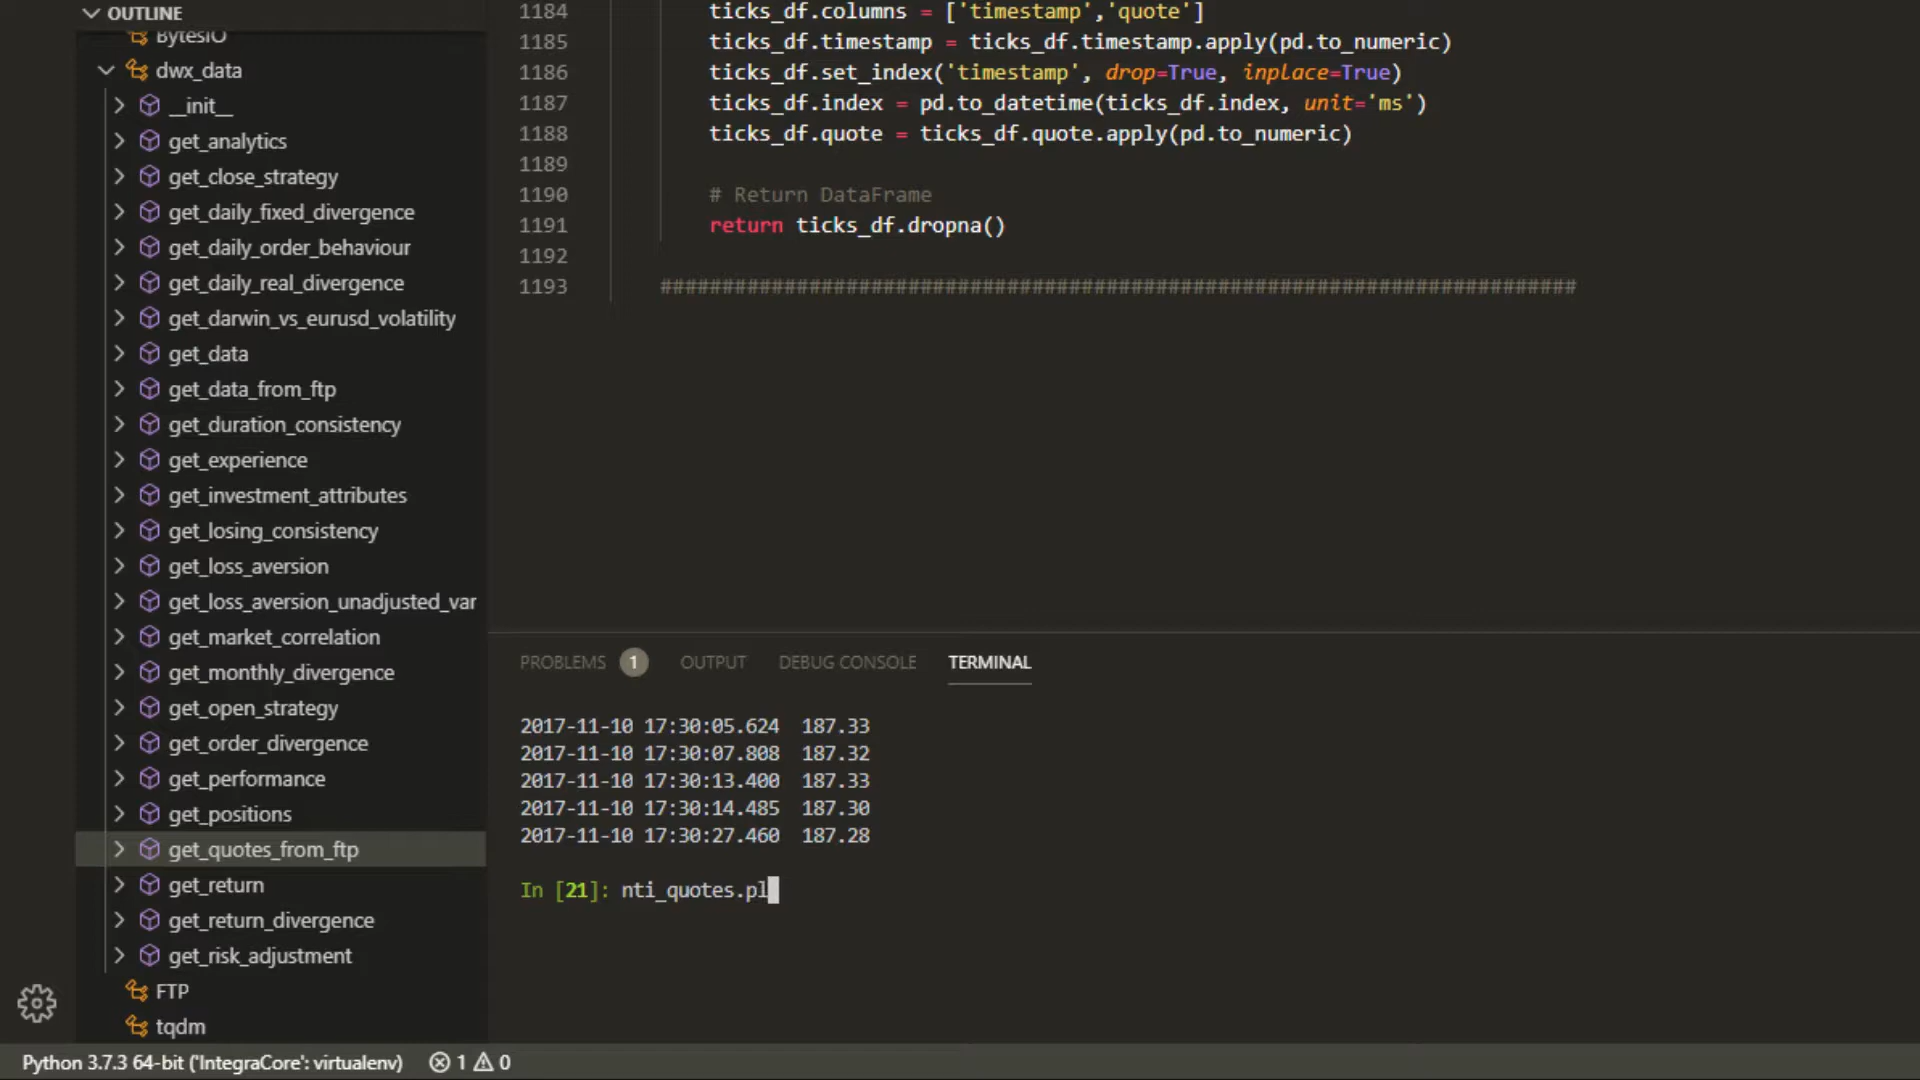 OUTLINE
BytesIO
dwx_data
__init__
get_analytics
get_close_strategy
get_daily_fixed_divergence
get_daily_order_behaviour
get_daily_real_divergence
get_darwin_vs_eurusd_volatility
get_data
get_data_from_ftp
get_duration_consistency
get_experience
get_investment_attributes
get_losing_consistency
get_loss_aversion
get_loss_aversion_unadjusted_var
get_market_correlation
get_monthly_divergence
get_open_strategy
get_order_divergence
get_performance
get_positions
get_quotes_from_ftp
get_return
get_return_divergence
get_risk_adjustment
FTP
tqdm
1184 ticks_df.columns = ['timestamp','quote']
1185 ticks_df.timestamp = ticks_df.timestamp.apply(pd.to_numeric)
1186 ticks_df.set_index('timestamp', drop=True, inplace=True)
1187 ticks_df.index = pd.to_datetime(ticks_df.index, unit='ms')
1188 ticks_df.quote = ticks_df.quote.apply(pd.to_numeric)
1189
1190 # Return DataFrame
1191 return ticks_df.dropna()
1192
1193 ##########################################################################
PROBLEMS 1 OUTPUT DEBUG CONSOLE TERMINAL
2017-11-10 17:30:05.624 187.33
2017-11-10 17:30:07.808 187.32
2017-11-10 17:30:13.400 187.33
2017-11-10 17:30:14.485 187.30
2017-11-10 17:30:27.460 187.28
In [21]: nti_quotes.pl
Python 3.7.3 64-bit ('IntegraCore': virtualenv) 1 0